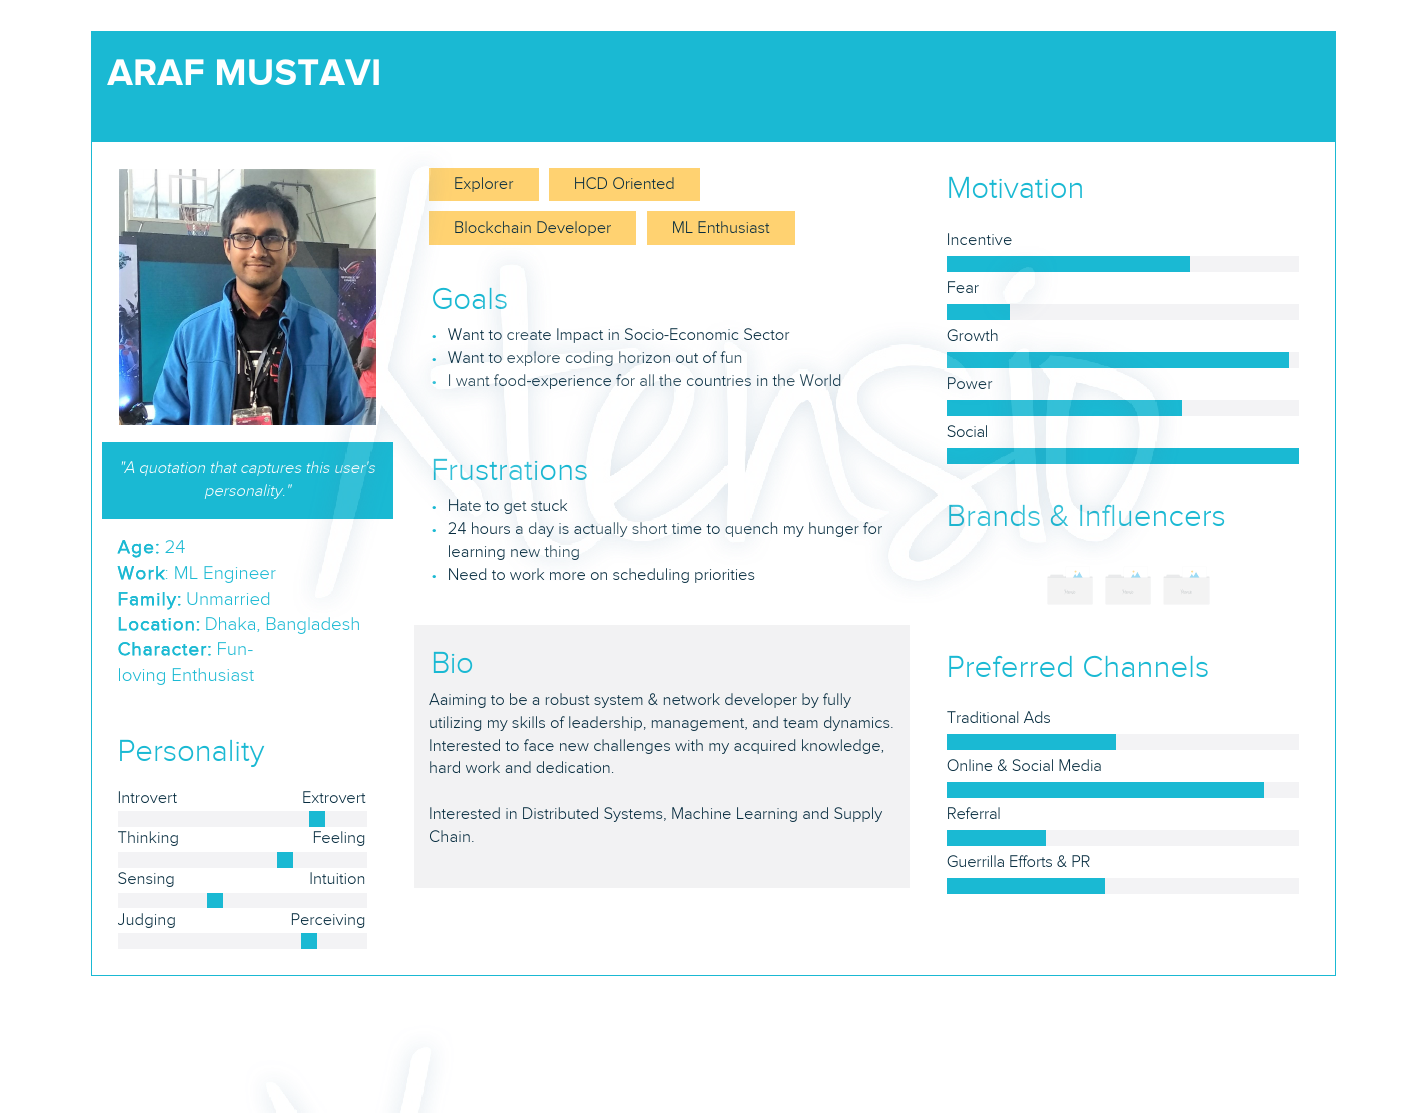 ARAF MUSTAVI
"A quotation that captures this user's
personality."
Age: 24
Work: ML Engineer
Family: Unmarried
Location: Dhaka, Bangladesh
Character: Fun-
loving Enthusiast
Personality
Introvert Extrovert
Thinking Feeling
Sensing Intuition
Judging Perceiving
Explorer HCD Oriented
Blockchain Developer ML Enthusiast
Goals
Want to create Impact in Socio-Economic Sector
Want to explore coding horizon out of fun
I want food-experience for all the countries in the World
Frustrations
Hate to get stuck
24 hours a day is actually short time to quench my hunger for
learning new thing
Need to work more on scheduling priorities
Bio
Aaiming to be a robust system & network developer by fully
utilizing my skills of leadership, management, and team dynamics.
Interested to face new challenges with my acquired knowledge,
hard work and dedication.
Interested in Distributed Systems, Machine Learning and Supply
Chain.
Motivation
Incentive
Fear
Growth
Power
Social
Brands & Influencers
Preferred Channels
Traditional Ads
Online & Social Media
Referral
Guerrilla Efforts & PR
Xtensio